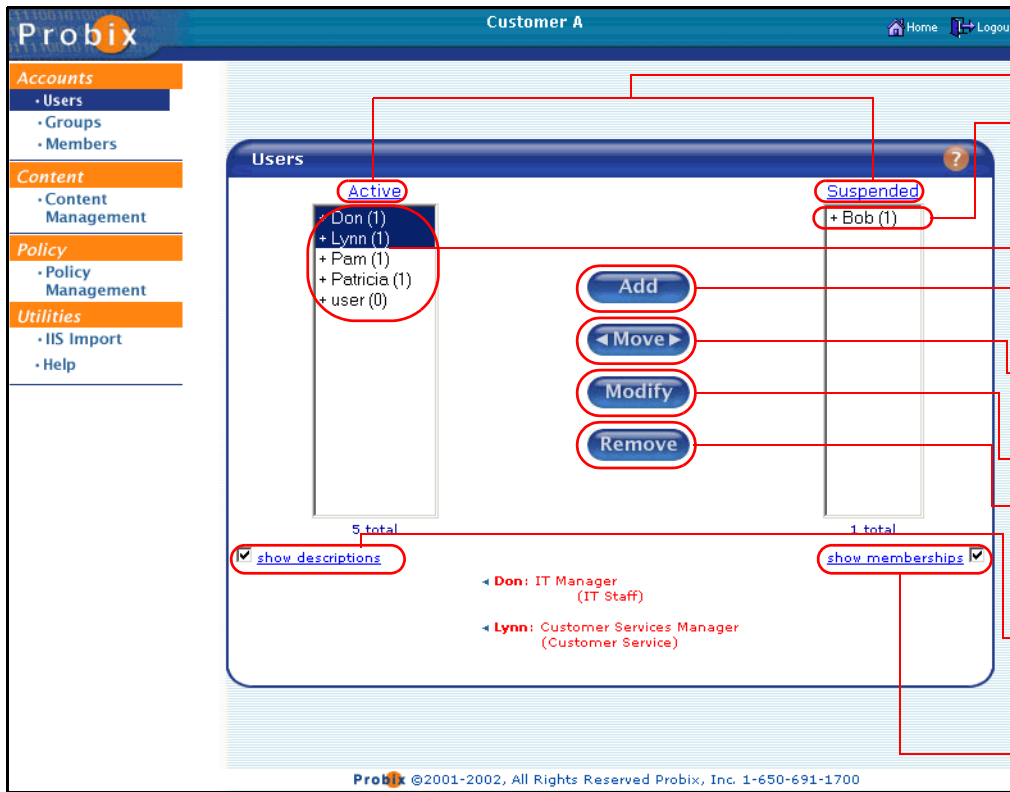 Probix
Customer A
Home
Logou
Accounts
• Users
• Groups
• Members
Content
• Content
Management
Policy
• Policy
Management
Utilities
• IIS Import
• Help
Users
?
Active
Suspended
+ Don (1)
+ Lynn (1)
+ Pam (1)
+ Patricia (1)
+ user (0)
+ Bob (1)
Add
◄ Move ►
Modify
Remove
5 total
1 total
show descriptions
show memberships
◄ Don: IT Manager
(IT Staff)
◄ Lynn: Customer Services Manager
(Customer Service)
Probix ©2001-2002, All Rights Reserved Probix, Inc. 1-650-691-1700